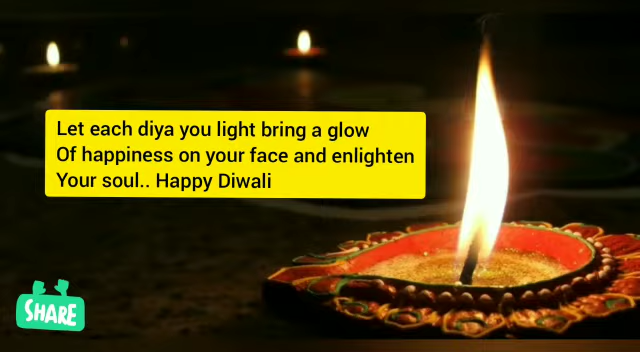 Let each diya you light bring a glow
Of happiness on your face and enlighten
Your soul.. Happy Diwali
SHARE